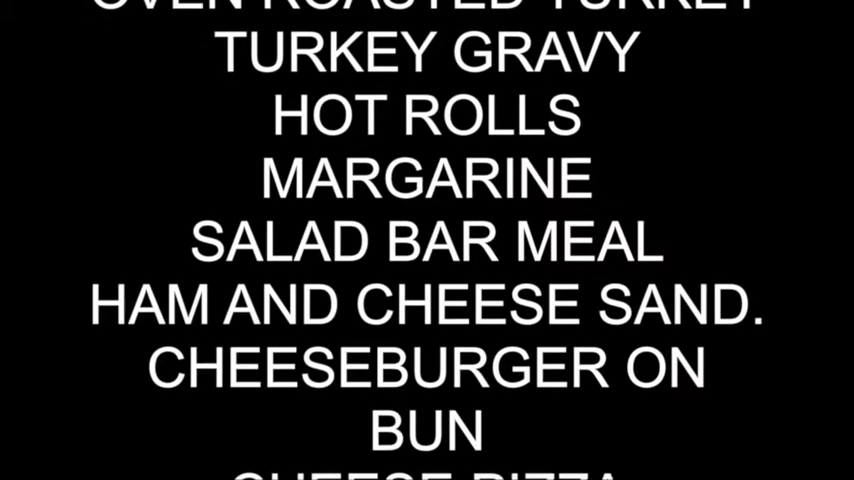 OVEN ROASTED TURKEY
TURKEY GRAVY
HOT ROLLS
MARGARINE
SALAD BAR MEAL
HAM AND CHEESE SAND.
CHEESEBURGER ON
BUN
CHEESE PIZZA